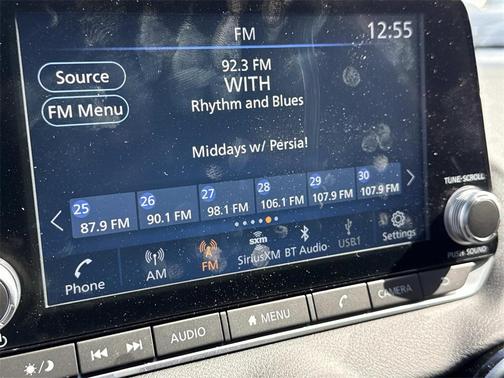 FM
12:55
Source
FM Menu
92.3 FM
WITH
Rhythm and Blues
Middays w/ Persia!
25
87.9 FM
26
90.1 FM
27
98.1 FM
28
106.1 FM
29
107.9 FM
30
107.9 FM
Phone
AM
FM
sxm
SiriusXM
BT Audio
USB1
Settings
TUNE·SCROLL
PUSH SOUND
AUDIO
MENU
CAMERA